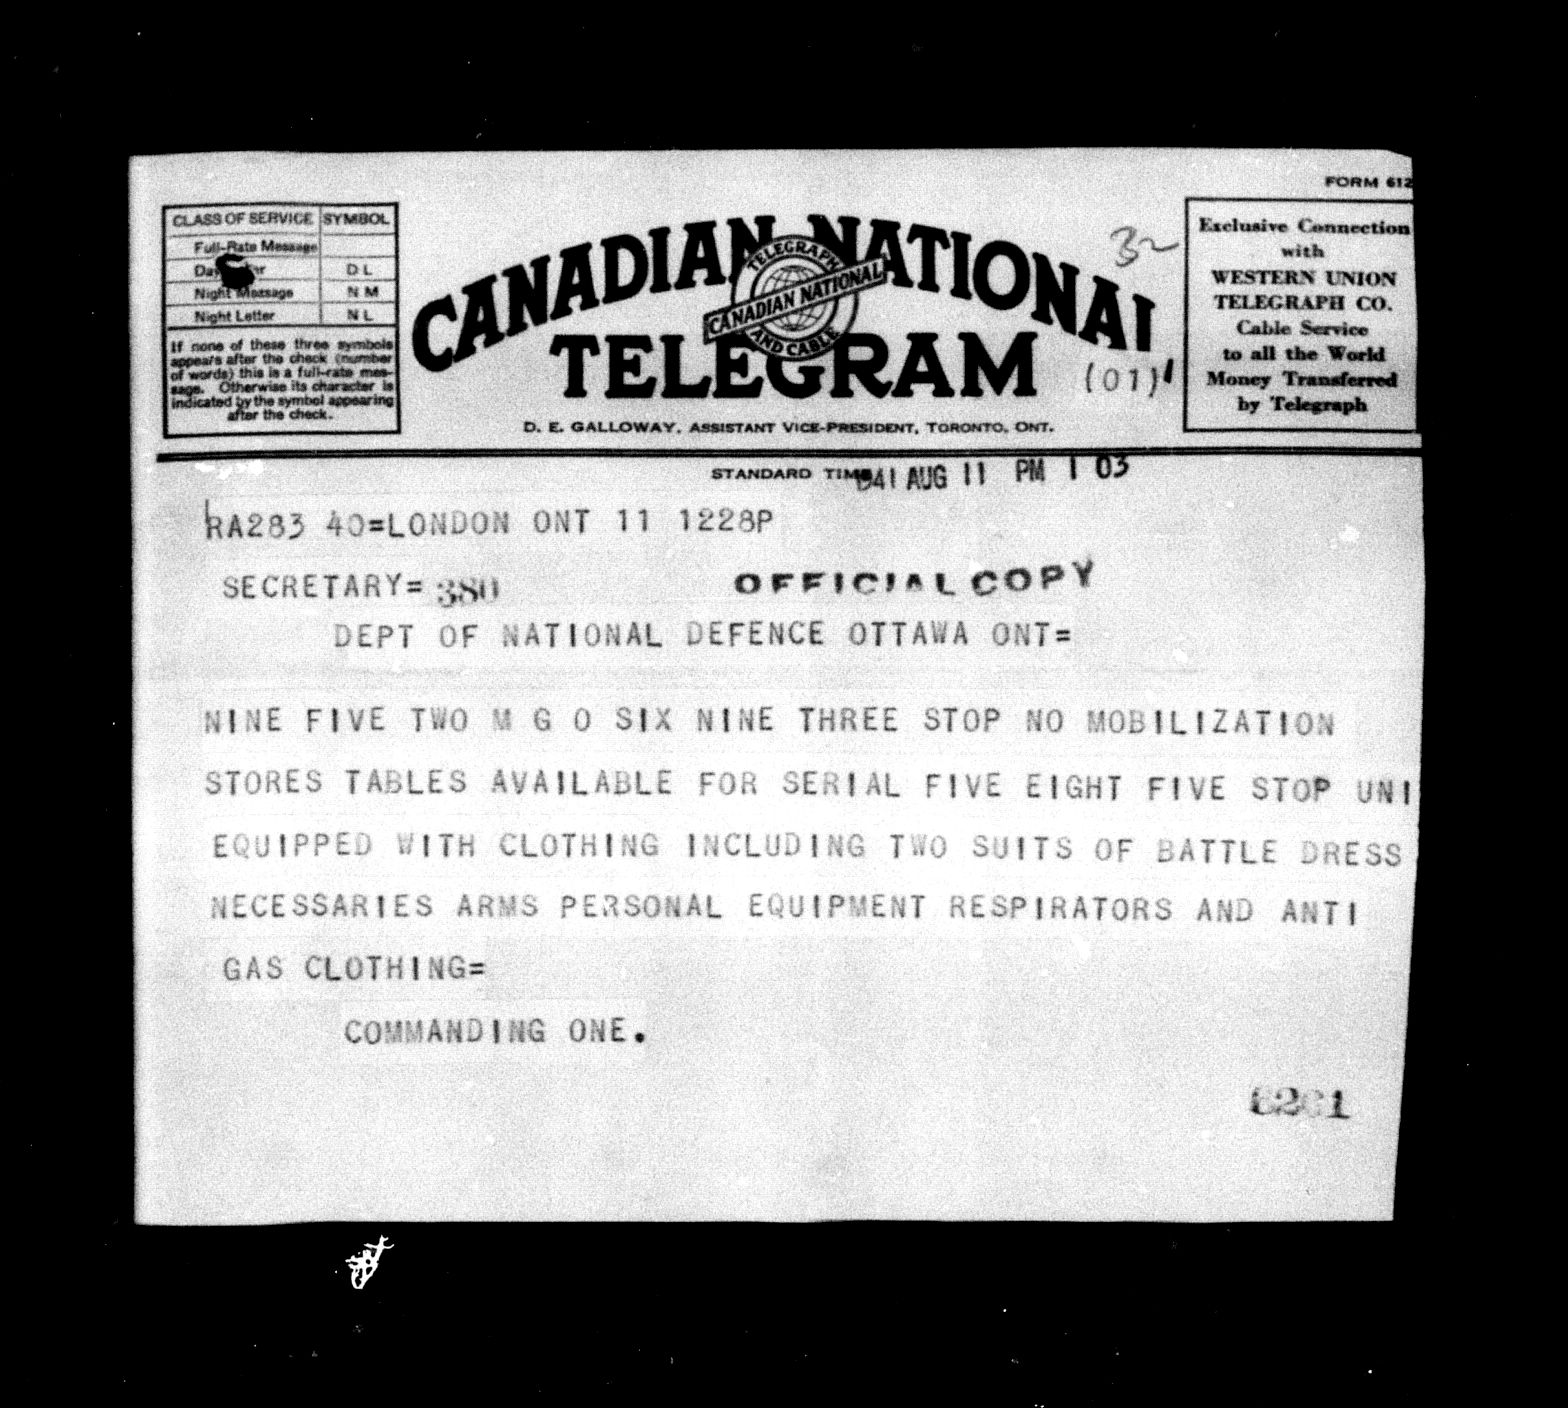 FORM 612
CLASS OF SERVICE SYMBOL
Full-Rate Message
Day D L
Night Message N M
Night Letter N L
If none of these three symbols
appears after the check (number
of words) this is a full-rate mes-
sage. Otherwise its character is
indicated by the symbol appearing
after the check.
CANADIAN NATIONAL
TELEGRAPH
CANADIAN NATIONAL
AND CABLE
TELEGRAM
D. E. GALLOWAY, ASSISTANT VICE-PRESIDENT, TORONTO, ONT.
32
(01)
Exclusive Connection
with
WESTERN UNION
TELEGRAPH CO.
Cable Service
to all the World
Money Transferred
by Telegraph
STANDARD TIME 1941 AUG 11 PM 1 03
RA283 40=LONDON ONT 11 1228P
SECRETARY= 380 OFFICIAL COPY
DEPT OF NATIONAL DEFENCE OTTAWA ONT=
NINE FIVE TWO M G O SIX NINE THREE STOP NO MOBILIZATION
STORES TABLES AVAILABLE FOR SERIAL FIVE EIGHT FIVE STOP UNI
EQUIPPED WITH CLOTHING INCLUDING TWO SUITS OF BATTLE DRESS
NECESSARIES ARMS PERSONAL EQUIPMENT RESPIRATORS AND ANTI
GAS CLOTHING=
COMMANDING ONE.